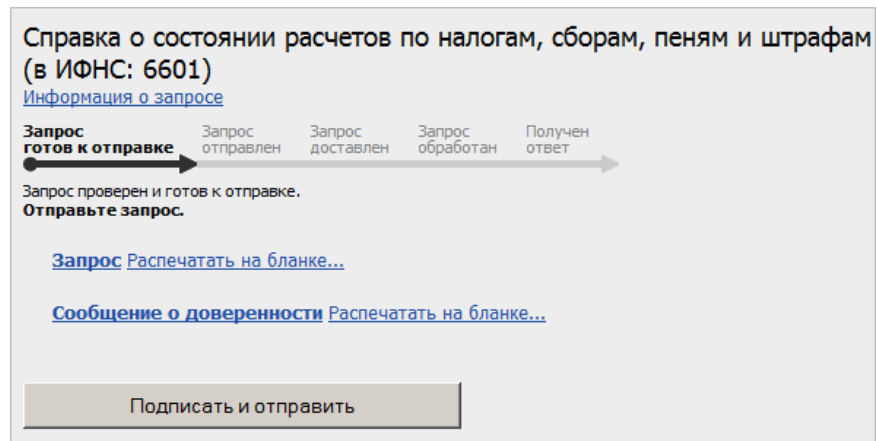 Справка о состоянии расчетов по налогам, сборам, пеням и штрафам
(в ИФНС: 6601)
Информация о запросе
Запрос готов к отправке
Запрос отправлен
Запрос доставлен
Запрос обработан
Получен ответ
Запрос проверен и готов к отправке.
Отправьте запрос.
Запрос Распечатать на бланке...
Сообщение о доверенности Распечатать на бланке...
Подписать и отправить